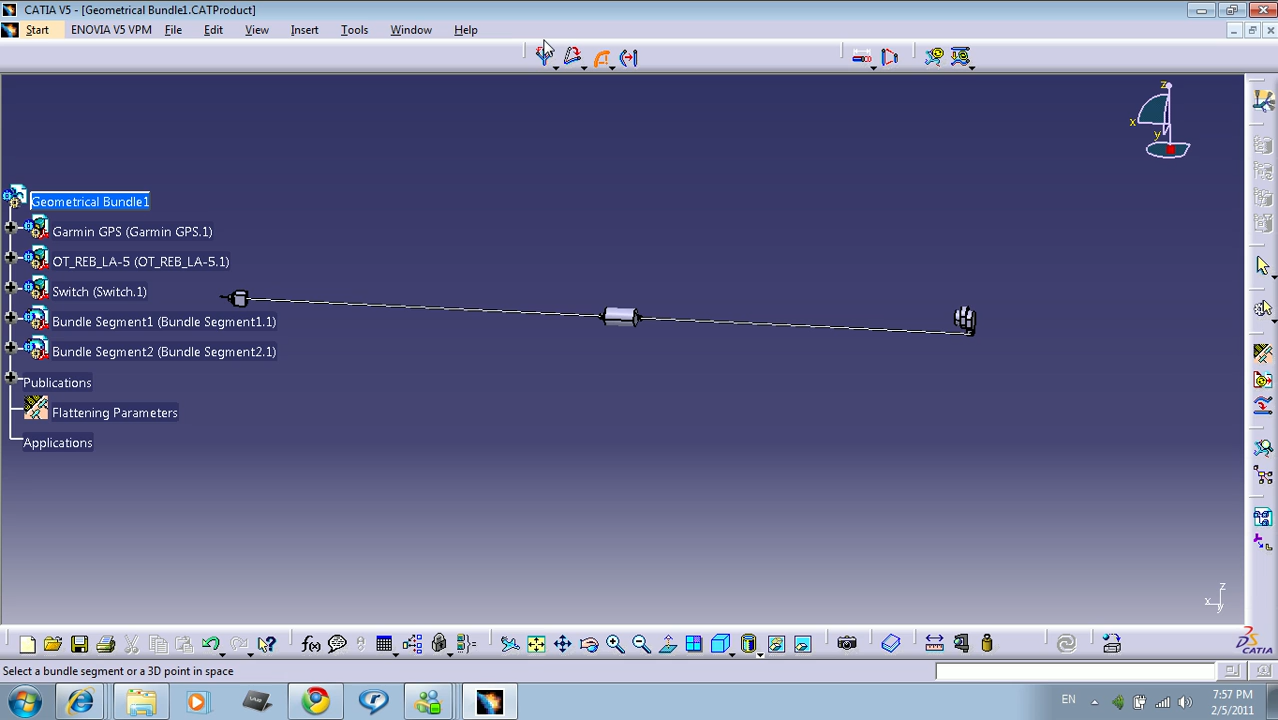 CATIA V5 - [Geometrical Bundle1.CATProduct]
Start ENOVIA V5 VPM File Edit View Insert Tools Window Help
z
x
y
Geometrical Bundle1
Garmin GPS (Garmin GPS.1)
OT_REB_LA-5 (OT_REB_LA-5.1)
Switch (Switch.1)
Bundle Segment1 (Bundle Segment1.1)
Bundle Segment2 (Bundle Segment2.1)
Publications
Flattening Parameters
Applications
z
x
y
f(x)
CATIA
Select a bundle segment or a 3D point in space
EN
7:57 PM
2/5/2011